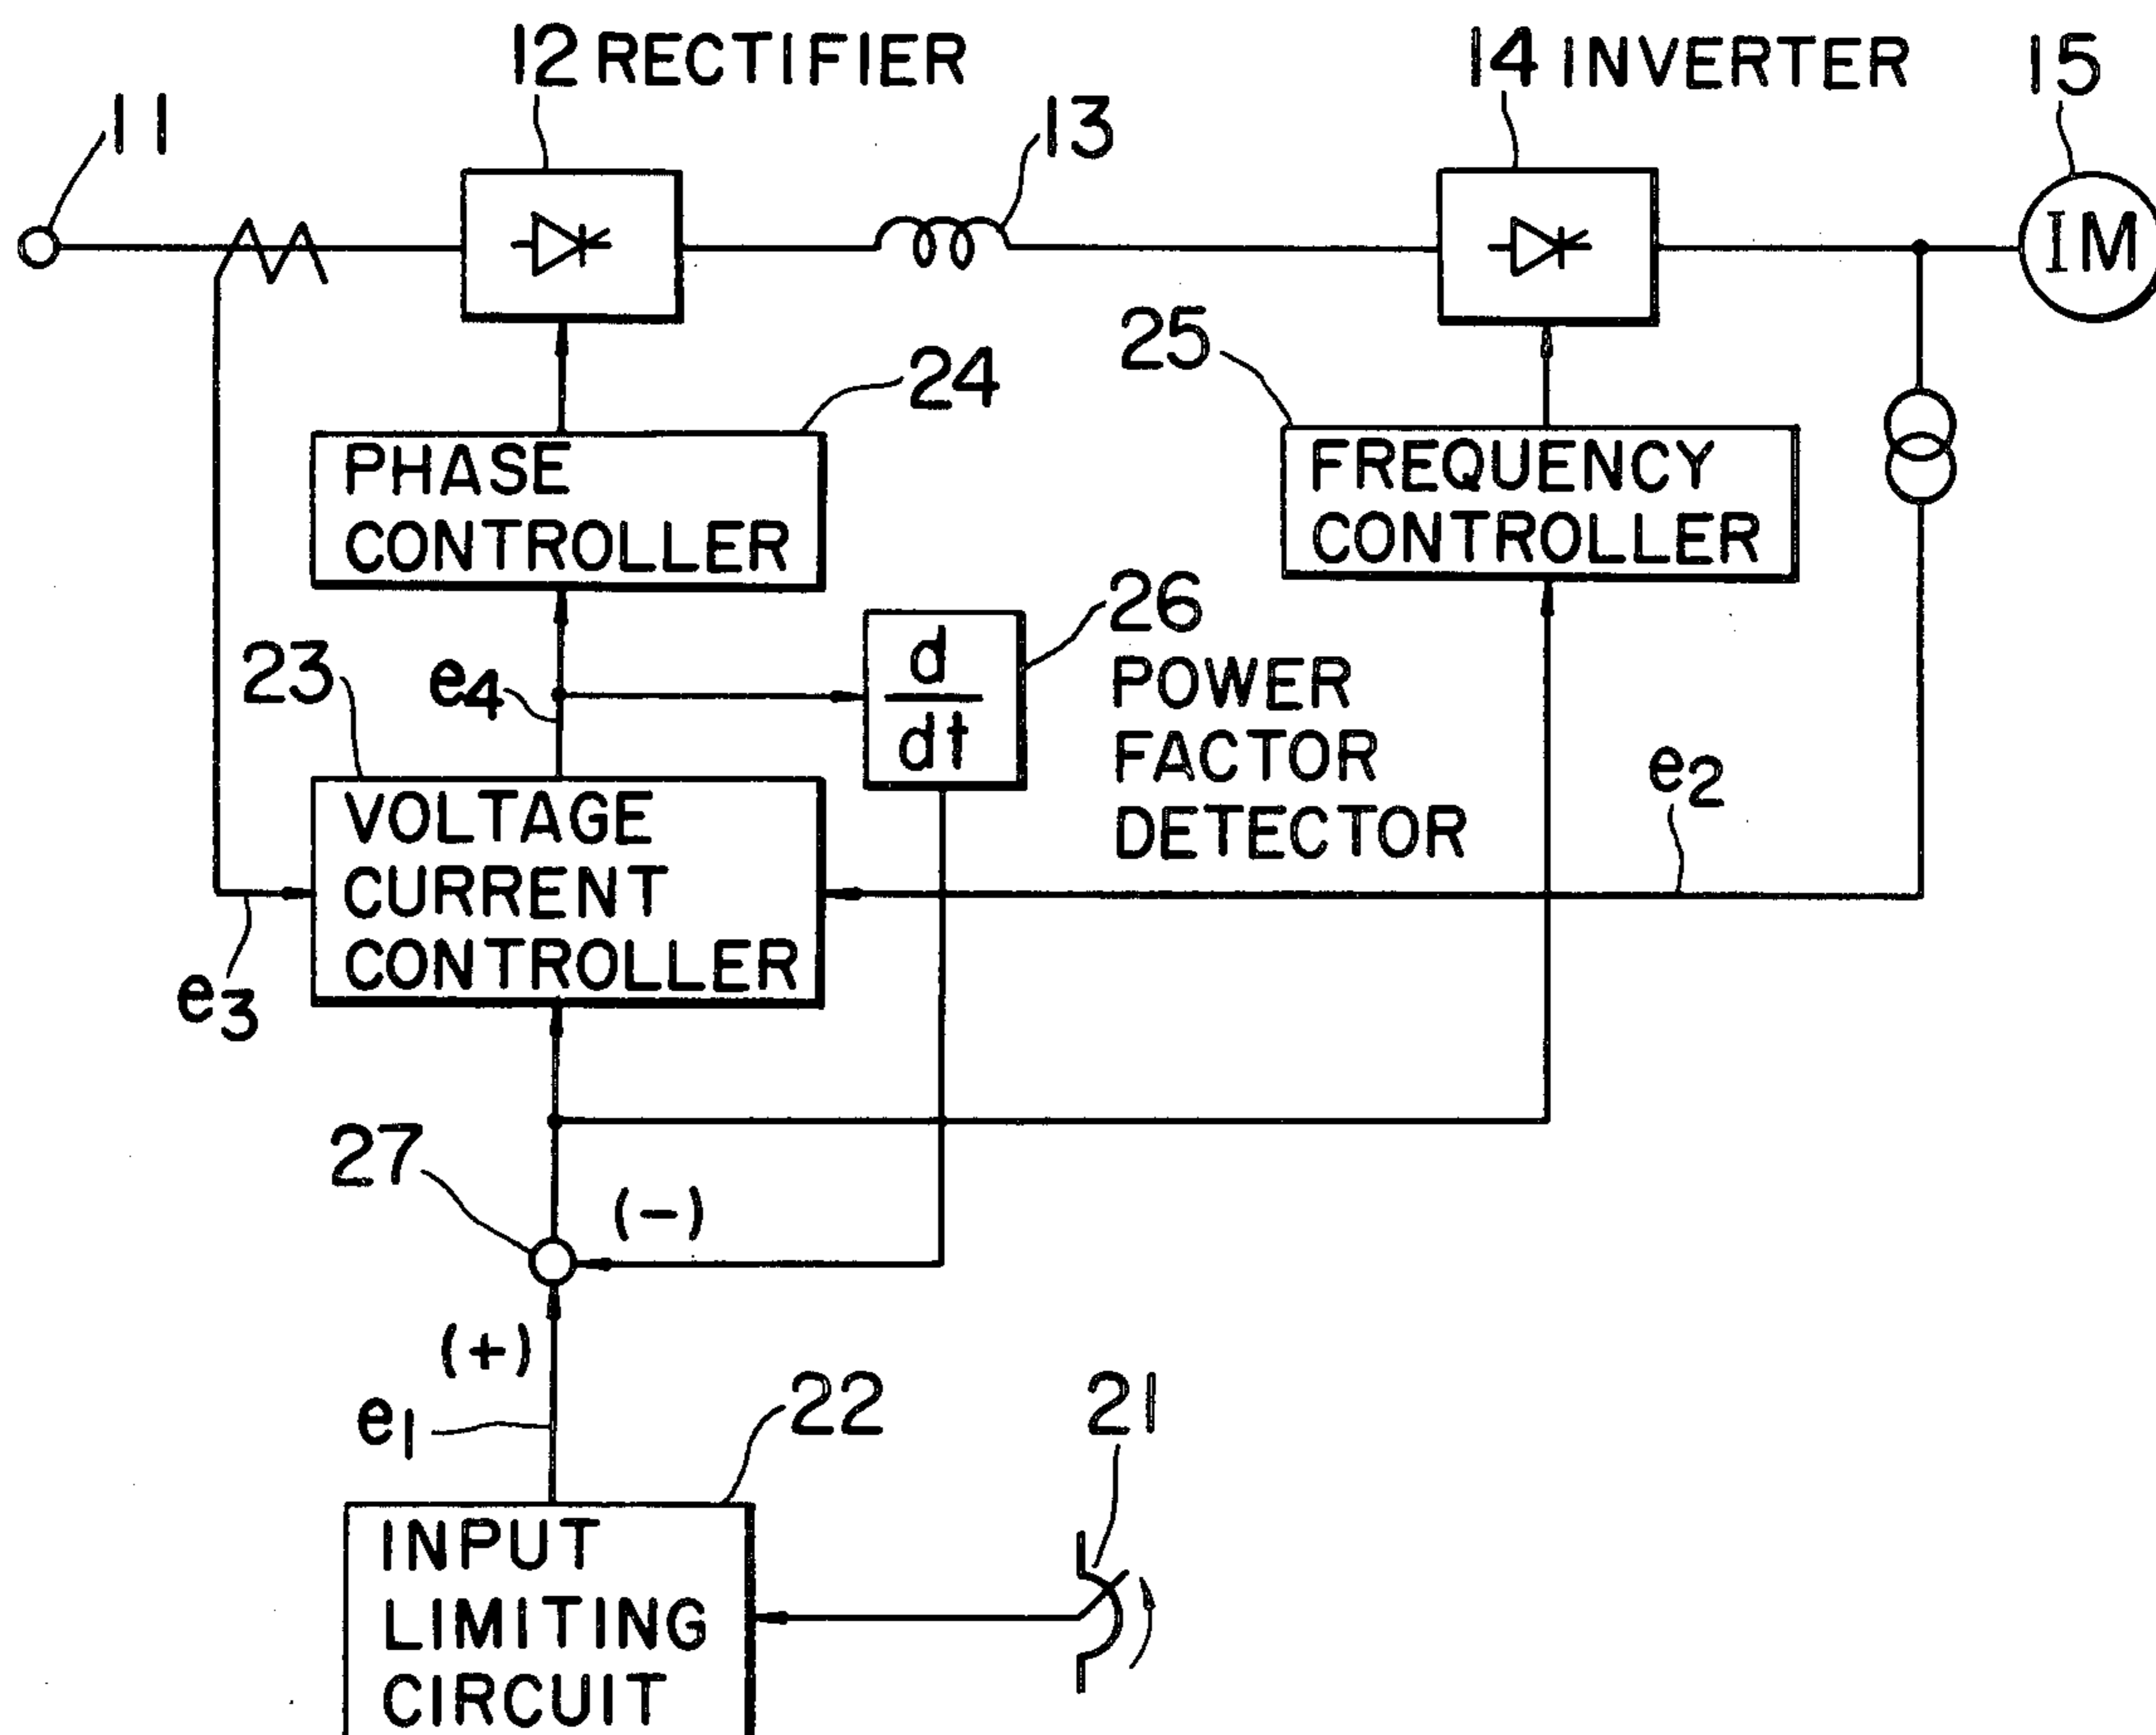 12 RECTIFIER
14 INVERTER
15
11
13
IM
25
24
PHASE
CONTROLLER
FREQUENCY
CONTROLLER
26
POWER
FACTOR
DETECTOR
d
dt
23
e4
e2
VOLTAGE
CURRENT
CONTROLLER
e3
27
(-)
(+)
e1
22
21
INPUT
LIMITING
CIRCUIT